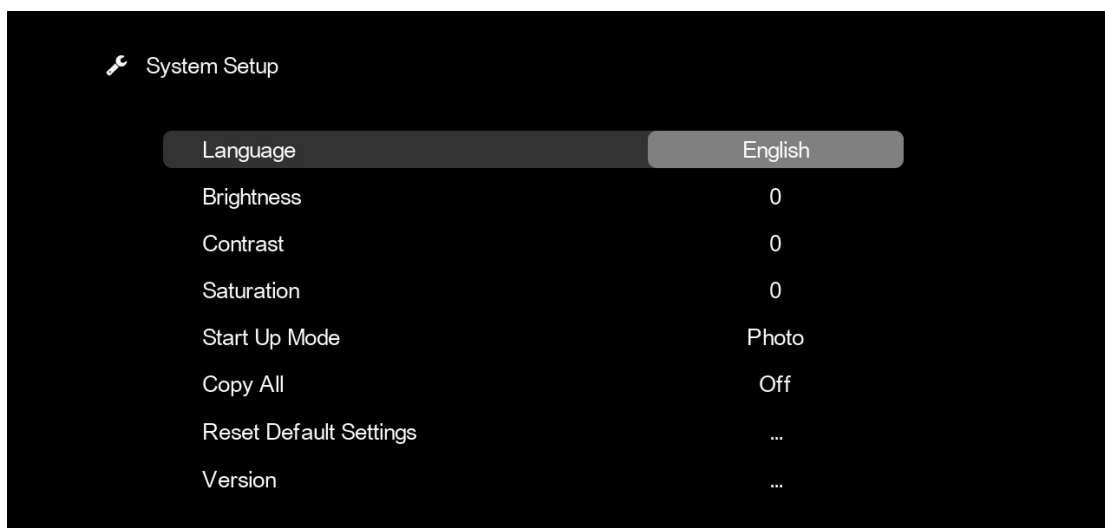 System Setup
Language English
Brightness 0
Contrast 0
Saturation 0
Start Up Mode Photo
Copy All Off
Reset Default Settings ...
Version ...